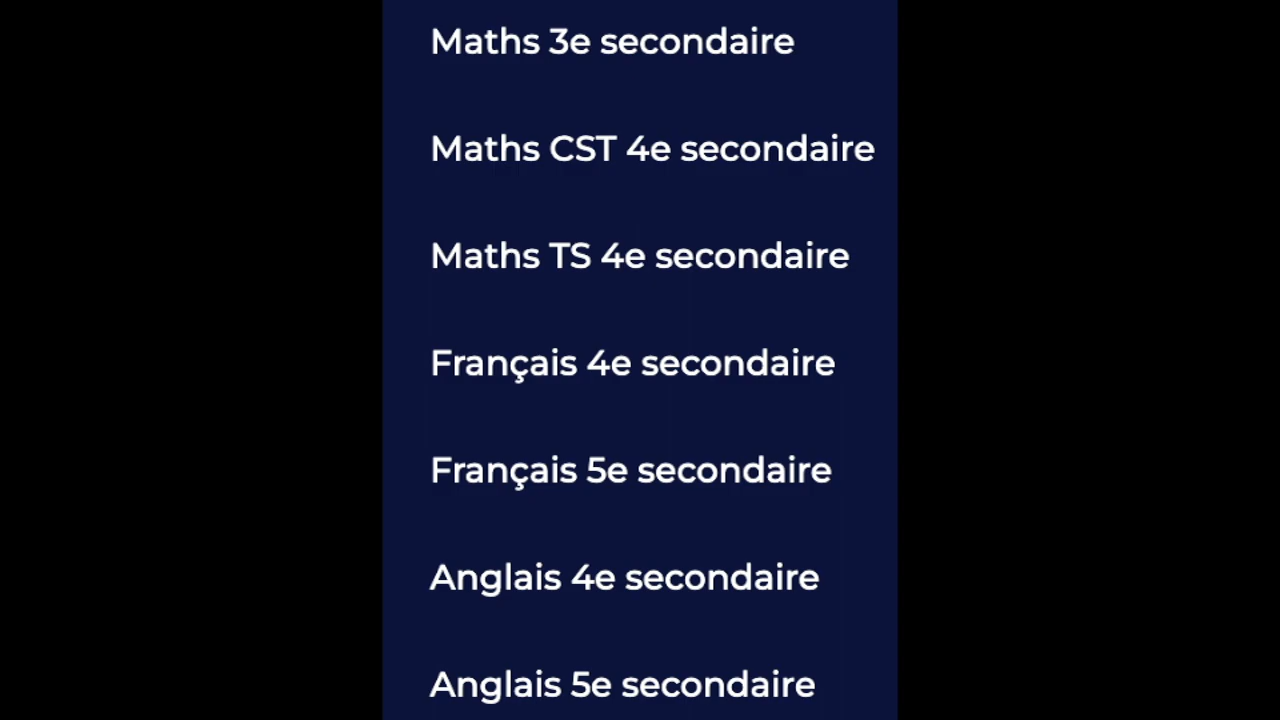 Maths 3e secondaire
Maths CST 4e secondaire
Maths TS 4e secondaire
Français 4e secondaire
Français 5e secondaire
Anglais 4e secondaire
Anglais 5e secondaire